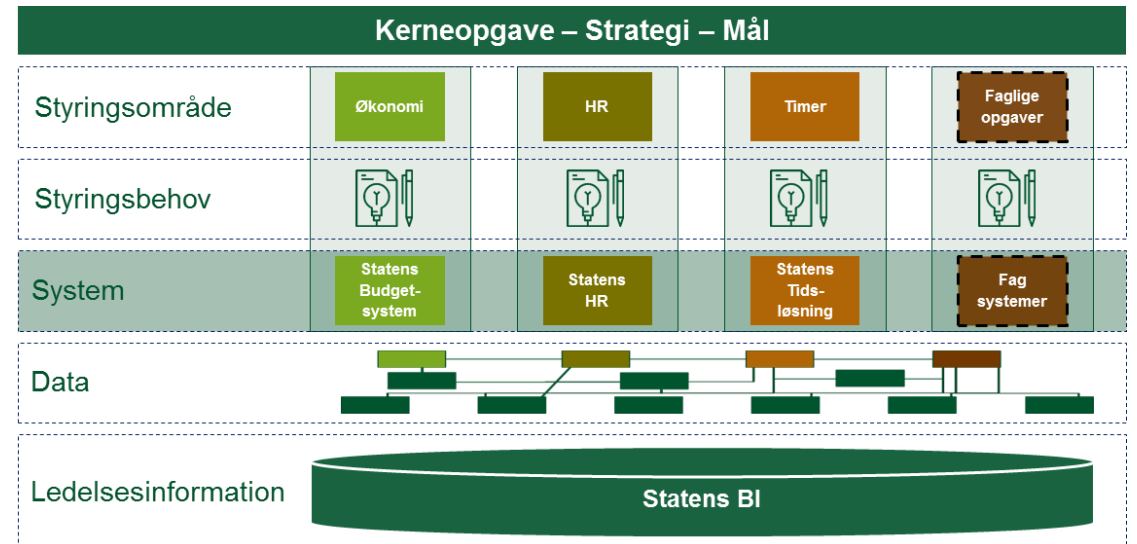 Kerneopgave – Strategi – Mål
Styringsområde
Økonomi
HR
Timer
Faglige
opgaver
Styringsbehov
System
Statens
Budget-
system
Statens
HR
Statens
Tids-
løsning
Fag
systemer
Data
Ledelsesinformation
Statens BI